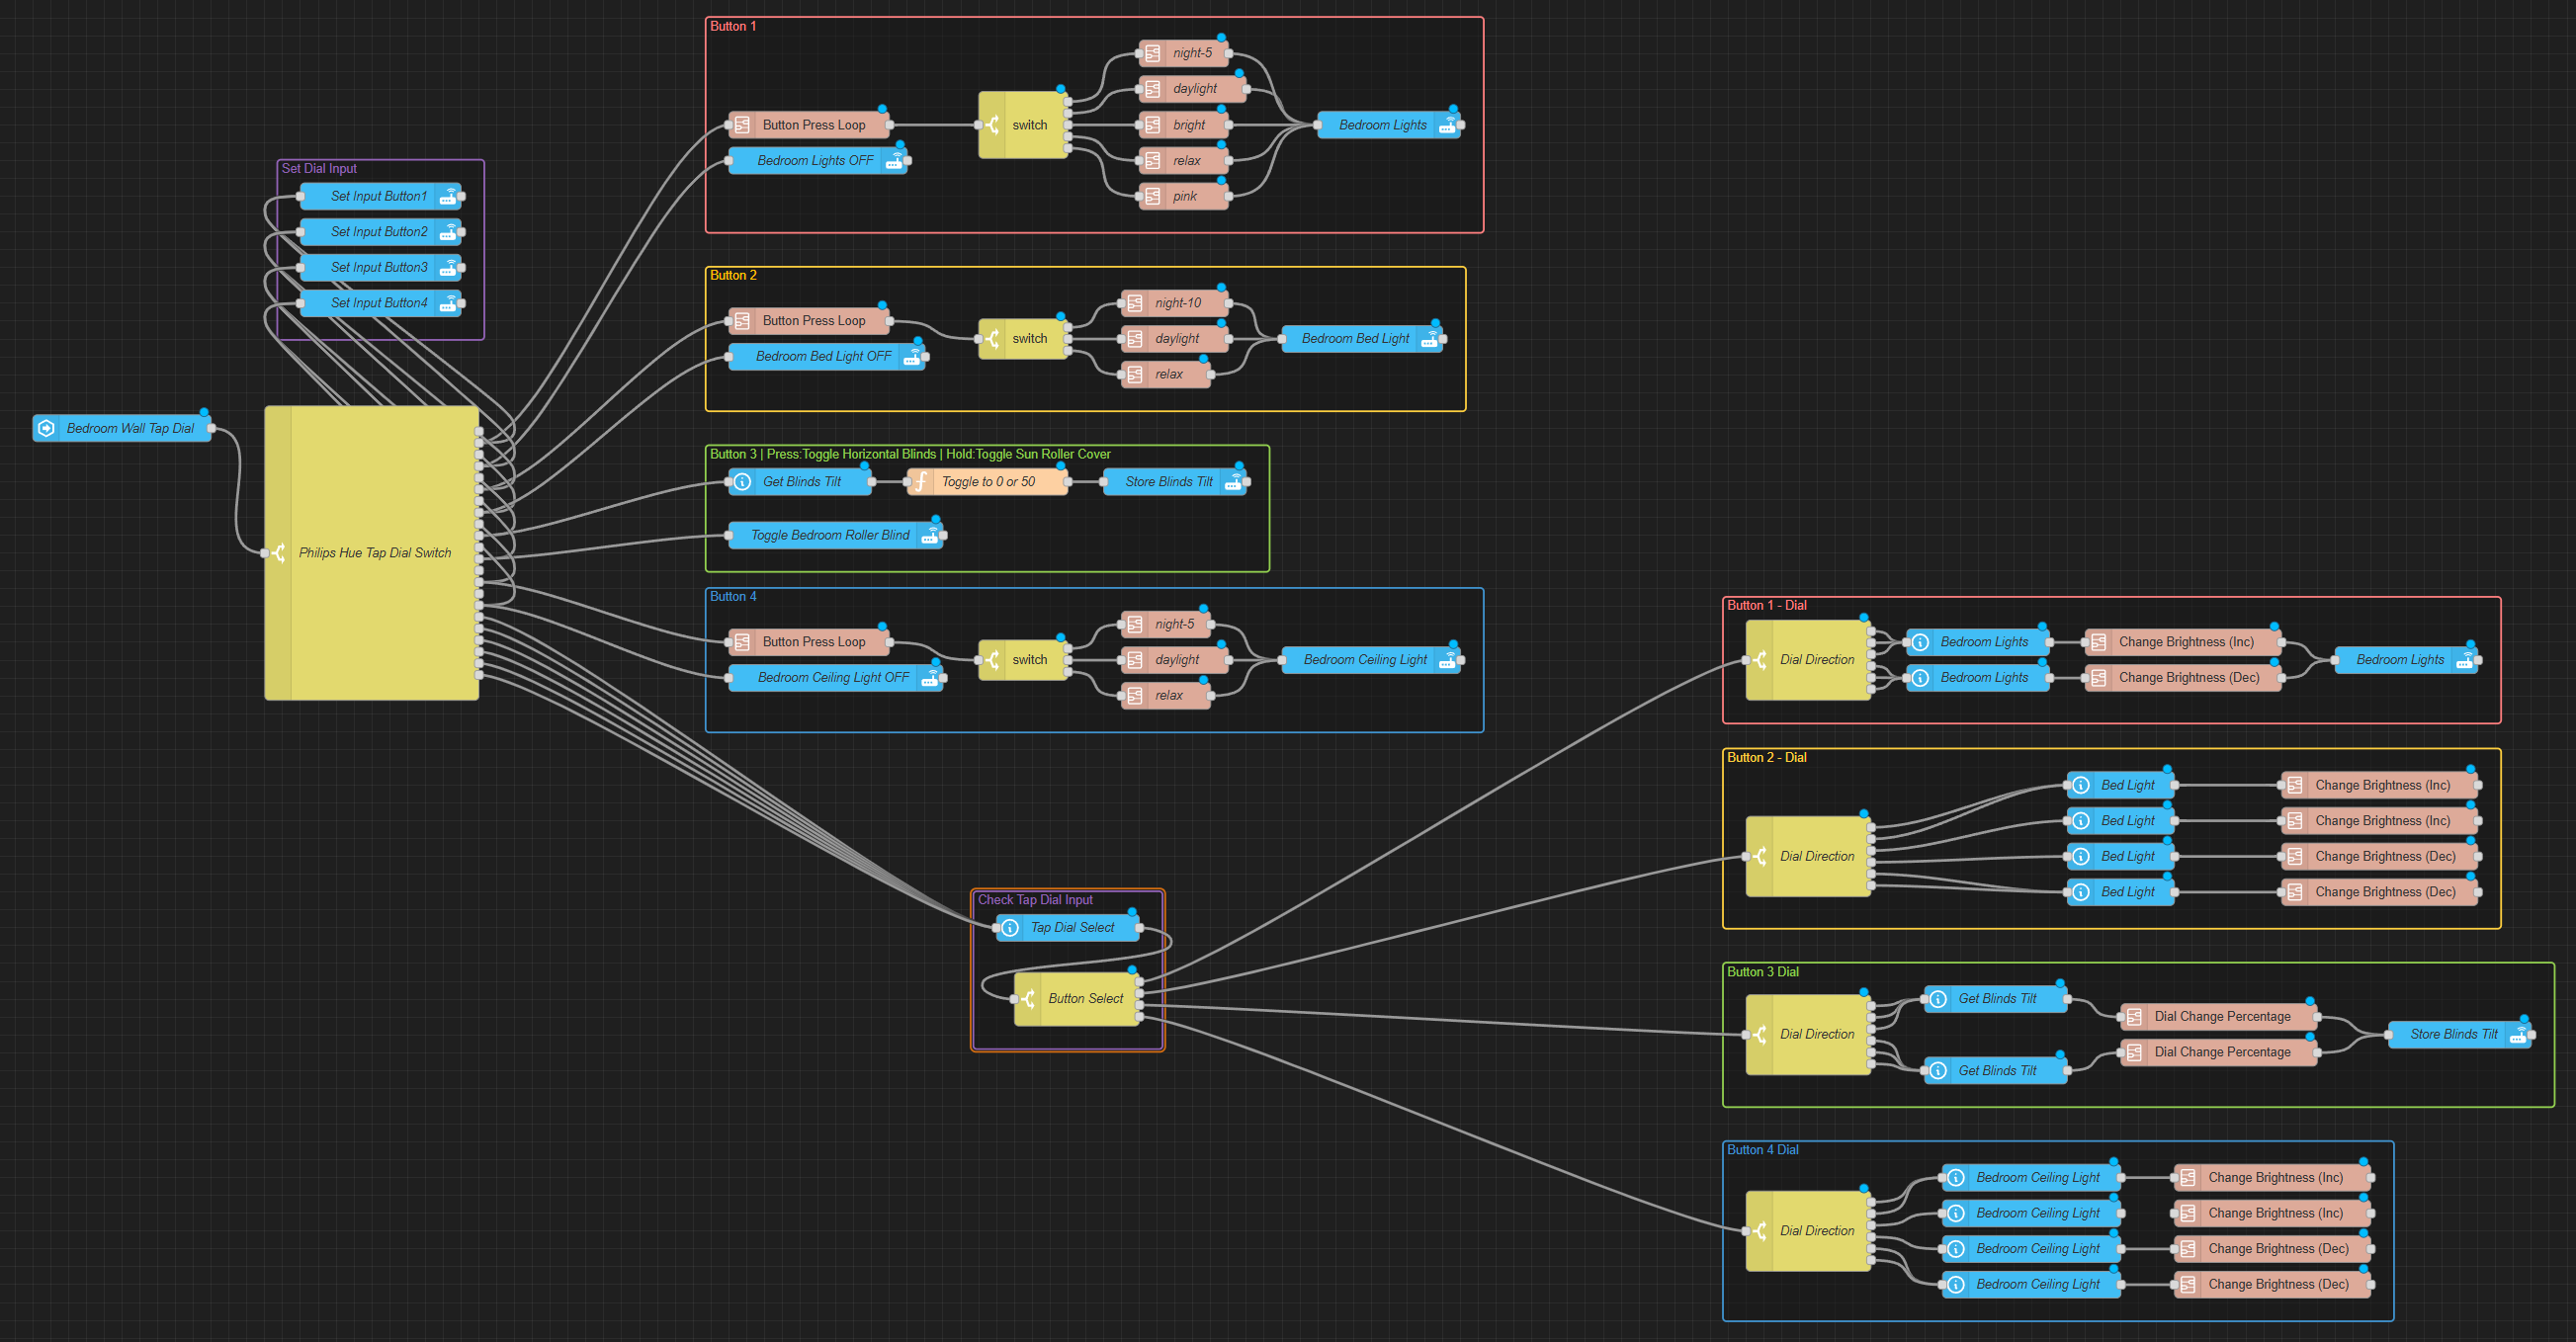 Bedroom Wall Tap Dial
Set Dial Input
Set Input Button1
Set Input Button2
Set Input Button3
Set Input Button4
Philips Hue Tap Dial Switch
Button 1
Button Press Loop
Bedroom Lights OFF
switch
night-5
daylight
bright
relax
pink
Bedroom Lights
Button 2
Button Press Loop
Bedroom Bed Light OFF
switch
night-10
daylight
relax
Bedroom Bed Light
Button 3 | Press:Toggle Horizontal Blinds | Hold:Toggle Sun Roller Cover
Get Blinds Tilt
Toggle to 0 or 50
Store Blinds Tilt
Toggle Bedroom Roller Blind
Button 4
Button Press Loop
Bedroom Ceiling Light OFF
switch
night-5
daylight
relax
Bedroom Ceiling Light
Check Tap Dial Input
Tap Dial Select
Button Select
Button 1 - Dial
Dial Direction
Bedroom Lights
Change Brightness (Inc)
Bedroom Lights
Change Brightness (Dec)
Bedroom Lights
Button 2 - Dial
Dial Direction
Bed Light
Change Brightness (Inc)
Bed Light
Change Brightness (Inc)
Bed Light
Change Brightness (Dec)
Bed Light
Change Brightness (Dec)
Button 3 Dial
Dial Direction
Get Blinds Tilt
Get Blinds Tilt
Dial Change Percentage
Dial Change Percentage
Store Blinds Tilt
Button 4 Dial
Dial Direction
Bedroom Ceiling Light
Change Brightness (Inc)
Bedroom Ceiling Light
Change Brightness (Inc)
Bedroom Ceiling Light
Change Brightness (Dec)
Bedroom Ceiling Light
Change Brightness (Dec)